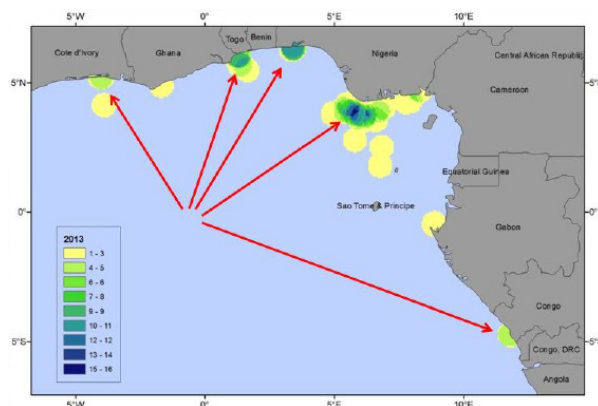 Togo
Benin
Cote d'Ivory
Ghana
Nigeria
Central African Republic
Cameroon
5°N
5°N
Equatorial Guinea
Sao Tome & Principe
0°
0°
Gabon
2013
1 - 3
4 - 5
6 - 6
7 - 8
9 - 9
10 - 11
12 - 12
13 - 14
15 - 16
Congo
5°S
5°S
Congo, DRC
Angola
5°W
0°
5°E
10°E